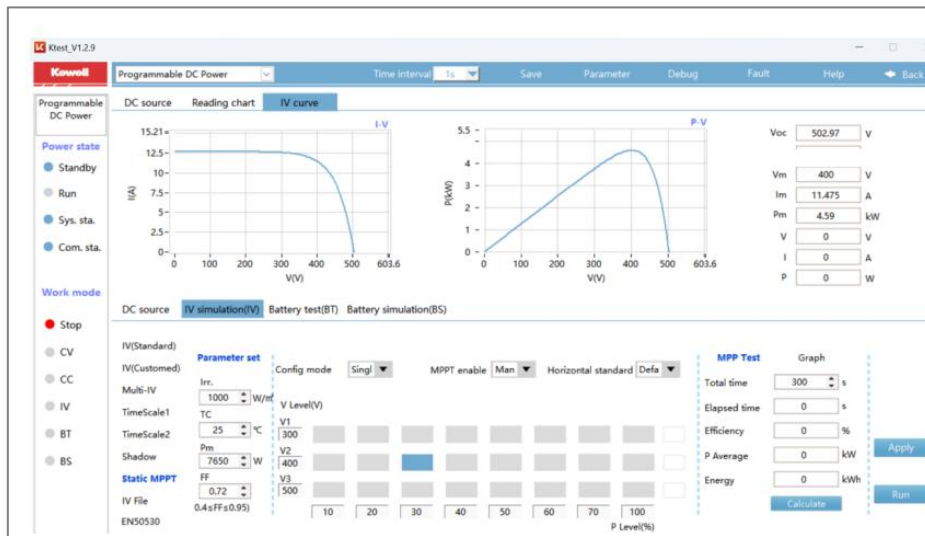 Ktest_V1.2.9
Kewell
Programmable DC Power
Time interval 1s Save Parameter Debug Fault Help Back
Programmable DC Power
Power state
Standby
Run
Sys. sta.
Com. sta.
Work mode
Stop
CV
CC
IV
BT
BS
DC source Reading chart IV curve
I-V
I(A)
15.21
12.5
10
7.5
5
2.5
0
0 100 200 300 400 500 603.6
V(V)
P-V
P(kW)
5.5
4
3
2
1
0
0 100 200 300 400 500 603.6
V(V)
Voc 502.97 V
Vm 400 V
Im 11.475 A
Pm 4.59 kW
V 0 V
I 0 A
P 0 W
DC source IV simulation(IV) Battery test(BT) Battery simulation(BS)
IV(Standard)
IV(Customed)
Multi-IV
TimeScale1
TimeScale2
Shadow
Static MPPT
IV File
EN50530
Parameter set
Irr.
1000 W/㎡
TC
25 ℃
Pm
7650 W
FF
0.72
0.4≤FF≤0.95)
Config mode Singl MPPT enable Man Horizontal standard Defa
V Level(V)
V1
300
V2
400
V3
500
10 20 30 40 50 60 70 100
P Level(%)
MPP Test Graph
Total time 300 s
Elapsed time 0 s
Efficiency 0 %
P Average 0 kW
Energy 0 kWh
Calculate
Apply
Run